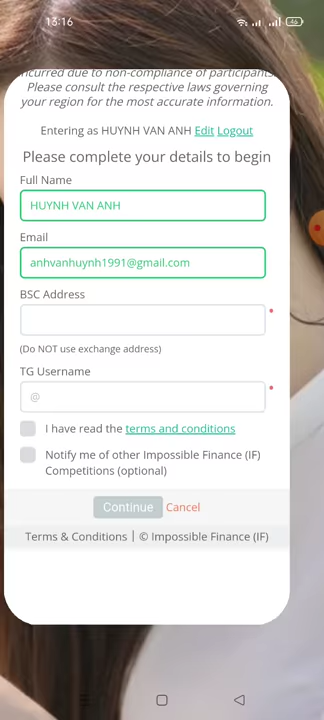 13:16
46
incurred due to non-compliance of participants.
Please consult the respective laws governing
your region for the most accurate information.
Entering as HUYNH VAN ANH Edit Logout
Please complete your details to begin
Full Name
HUYNH VAN ANH
Email
anhvanhuynh1991@gmail.com
BSC Address
*
(Do NOT use exchange address)
TG Username
*
@
I have read the terms and conditions
Notify me of other Impossible Finance (IF)
Competitions (optional)
Continue Cancel
Terms & Conditions | © Impossible Finance (IF)